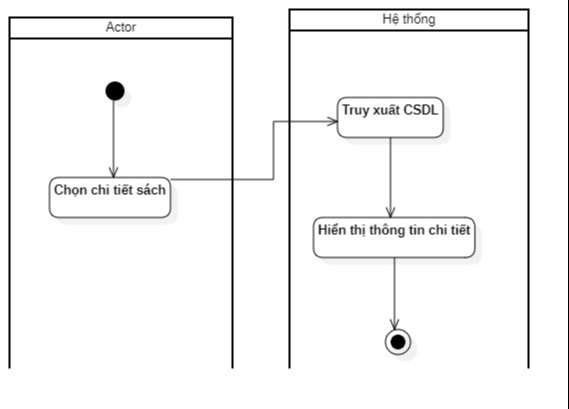 Actor
Hệ thống
Truy xuất CSDL
Chọn chi tiết sách
Hiển thị thông tin chi tiết